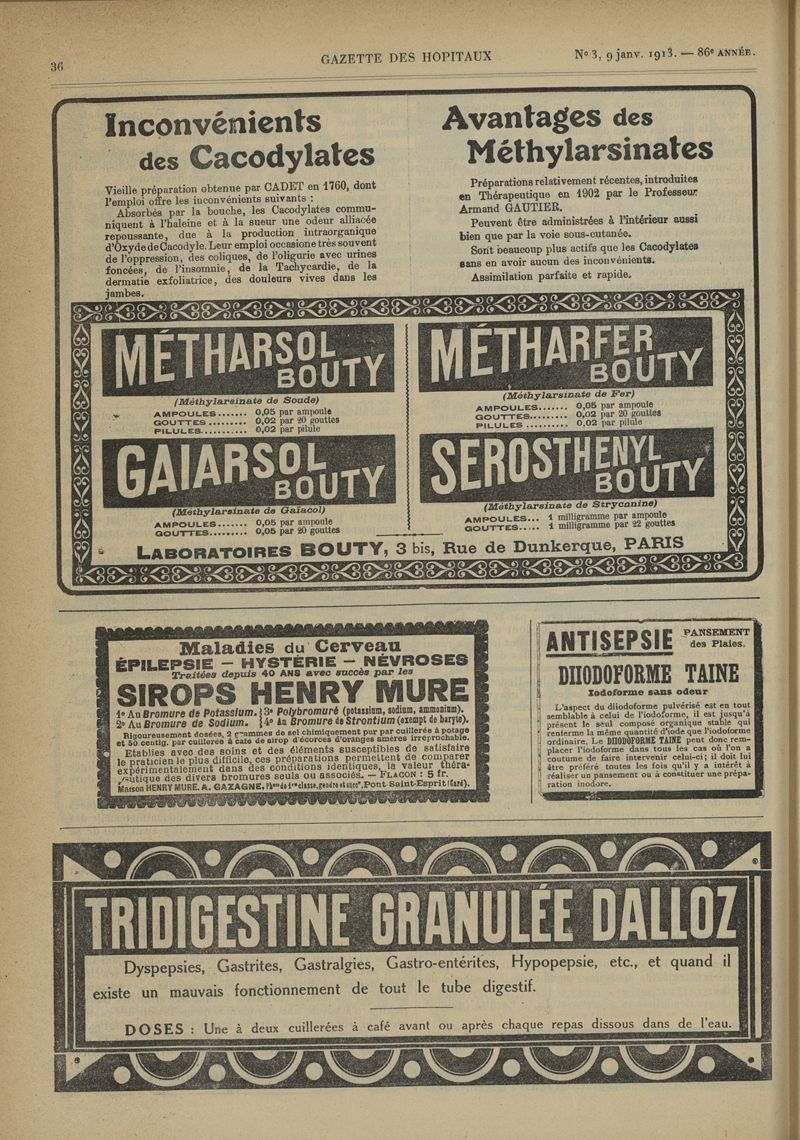 36
GAZETTE DES HOPITAUX
Nº 3, 9 janv. 1913. — 86e ANNÉE.
Inconvénients
des Cacodylates
Vieille préparation obtenue par CADET en 1760, dont
l'emploi offre les inconvénients suivants :
Absorbés par la bouche, les Cacodylates commu-
niquent à l'haleine et à la sueur une odeur alliacée
repoussante, due à la production intraorganique
d'Oxyde de Cacodyle. Leur emploi occasione très souvent
de l'oppression, des coliques, de l'oligurie avec urines
foncées, de l'insomnie, de la Tachycardie, de la
dermatie exfoliatrice, des douleurs vives dans les
jambes.
Avantages des
Méthylarsinates
Préparations relativement récentes, introduites
en Thérapeutique en 1902 par le Professeur
Armand GAUTIER.
Peuvent être administrées à l'intérieur aussi
bien que par la voie sous-cutanée.
Sont beaucoup plus actifs que les Cacodylates
sans en avoir aucun des inconvénients.
Assimilation parfaite et rapide.
MÉTHARSOL
BOUTY
(Méthylarsinate de Soude)
AMPOULES....... 0,05 par ampoule
GOUTTES......... 0,02 par 20 gouttes
PILULES........... 0,02 par pilule
MÉTHARFER
BOUTY
(Méthylarsinate de Fer)
AMPOULES....... 0,05 par ampoule
GOUTTES......... 0,02 par 20 gouttes
PILULES.......... 0,02 par pilule
GAIARSOL
BOUTY
(Méthylarsinate de Gaïacol)
AMPOULES....... 0,05 par ampoule
GOUTTES......... 0,05 par 20 gouttes
SEROSTHENYL
BOUTY
(Méthylarsinate de Strycanine)
AMPOULES... 1 milligramme par ampoule
GOUTTES..... 1 milligramme par 22 gouttes
LABORATOIRES BOUTY, 3 bis, Rue de Dunkerque, PARIS
Maladies du Cerveau
ÉPILEPSIE — HYSTÉRIE — NÉVROSES
Traitées depuis 40 ANS avec succès par les
SIROPS HENRY MURE
1º Au Bromure de Potassium. 3º Polybromuré (potassium, sodium, ammonium).
2º Au Bromure de Sodium. 4º Au Bromure de Strontium (exempt de baryte).
Rigoureusement dosées, 2 grammes de sel chimiquement pur par cuillerée à potage
et 50 centig. par cuillerée à café de sirop d'écorces d'oranges amères irréprochable.
Etablies avec des soins et des éléments susceptibles de satisfaire
le praticien le plus difficile, ces préparations permettent de comparer
expérimentalement dans des conditions identiques, la valeur théra-
peutique des divers bromures seuls ou associés. — FLACON : 5 fr.
Maison HENRY MURE. A. GAZAGNE, Phen de 1re classe, gendre et succr, Pont-Saint-Esprit (Gard).
ANTISEPSIE
PANSEMENT
des Plaies.
DIIODOFORME TAINE
Iodoforme sans odeur
L'aspect du diiodoforme pulvérisé est en tout
semblable à celui de l'iodoforme, il est jusqu'à
présent le seul composé organique stable qui
renferme la même quantité d'iode que l'iodoforme
ordinaire. Le DIIODOFORME TAINE peut donc rem-
placer l'iodoforme dans tous les cas où l'on a
coutume de faire intervenir celui-ci; il doit lui
être préféré toutes les fois qu'il y a intérêt à
réaliser un pansement ou à constituer une prépa-
ration inodore.
TRIDIGESTINE GRANULÉE DALLOZ
Dyspepsies, Gastrites, Gastralgies, Gastro-entérites, Hypopepsie, etc., et quand il
existe un mauvais fonctionnement de tout le tube digestif.
DOSES : Une à deux cuillerées à café avant ou après chaque repas dissous dans de l'eau.